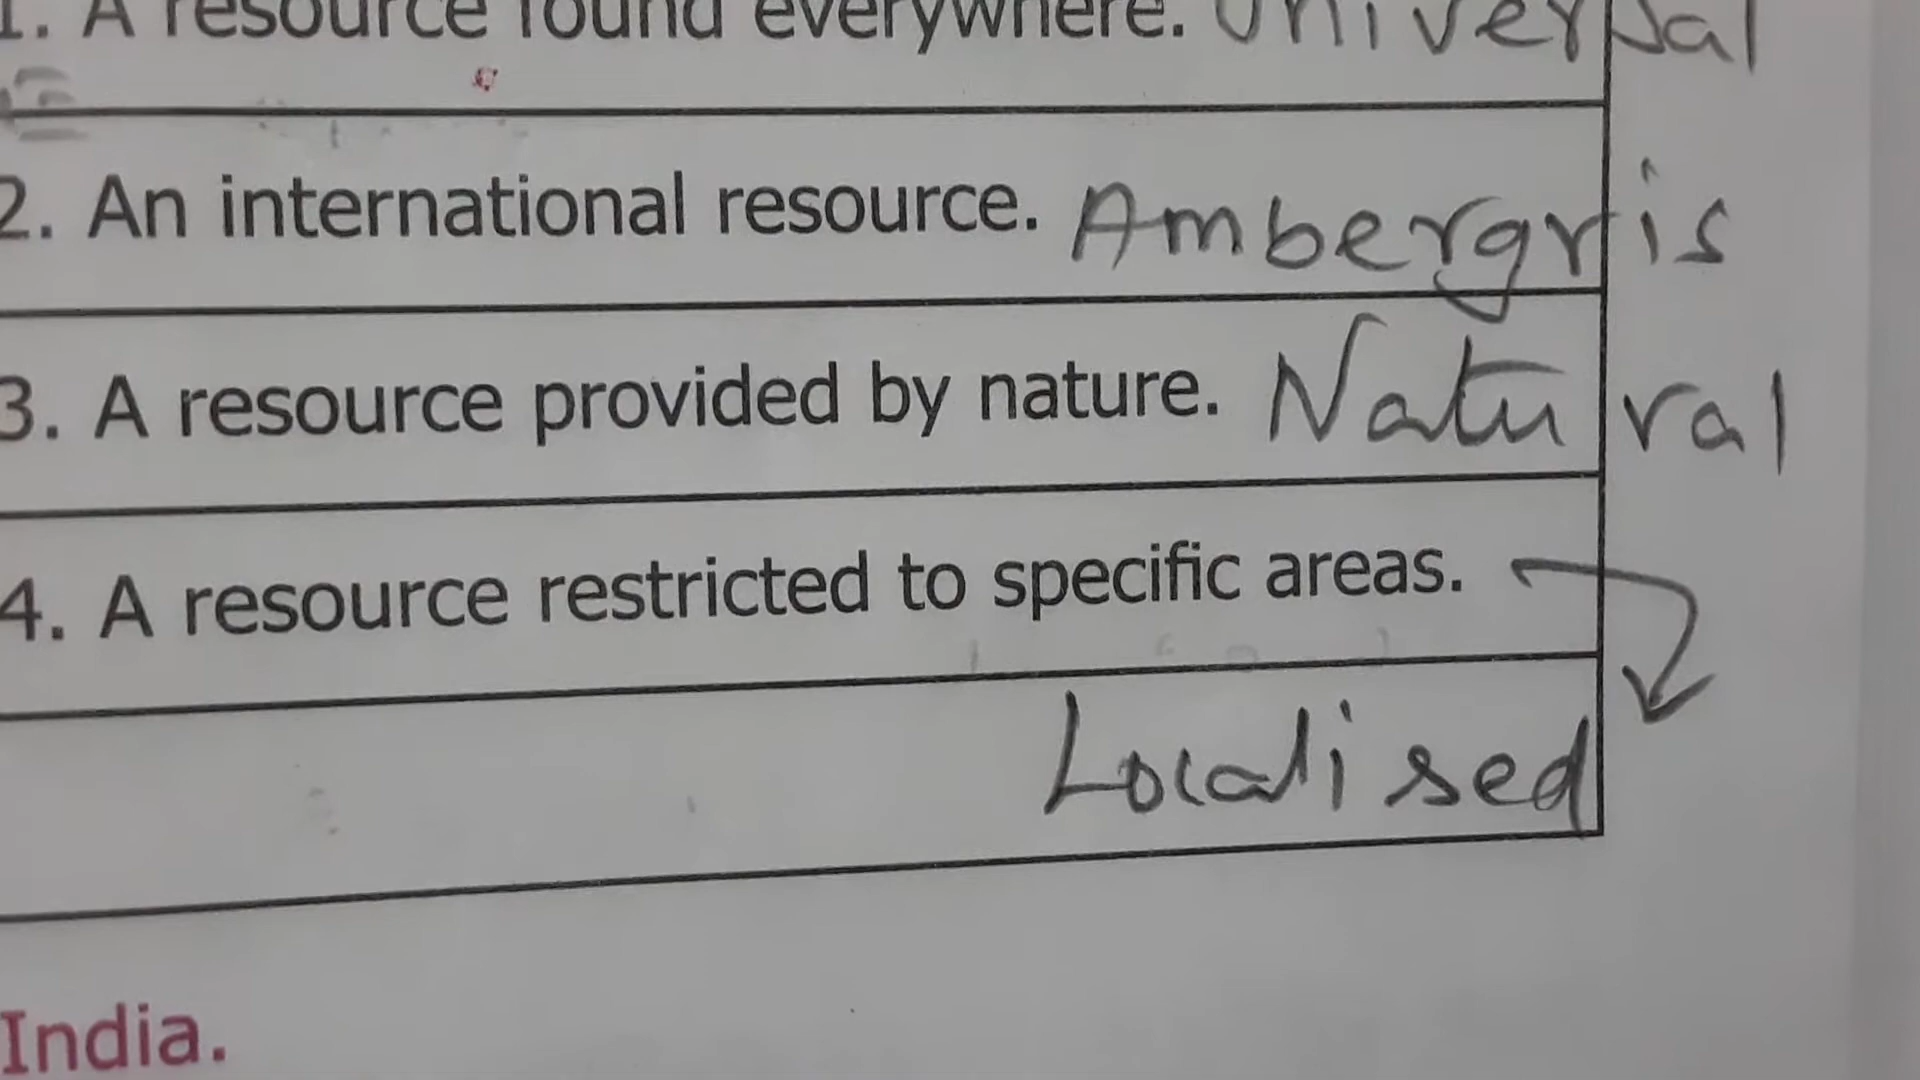 1. A resource found everywhere. Universal
2. An international resource. Ambergris
3. A resource provided by nature. Natural
4. A resource restricted to specific areas.
Localised
India.